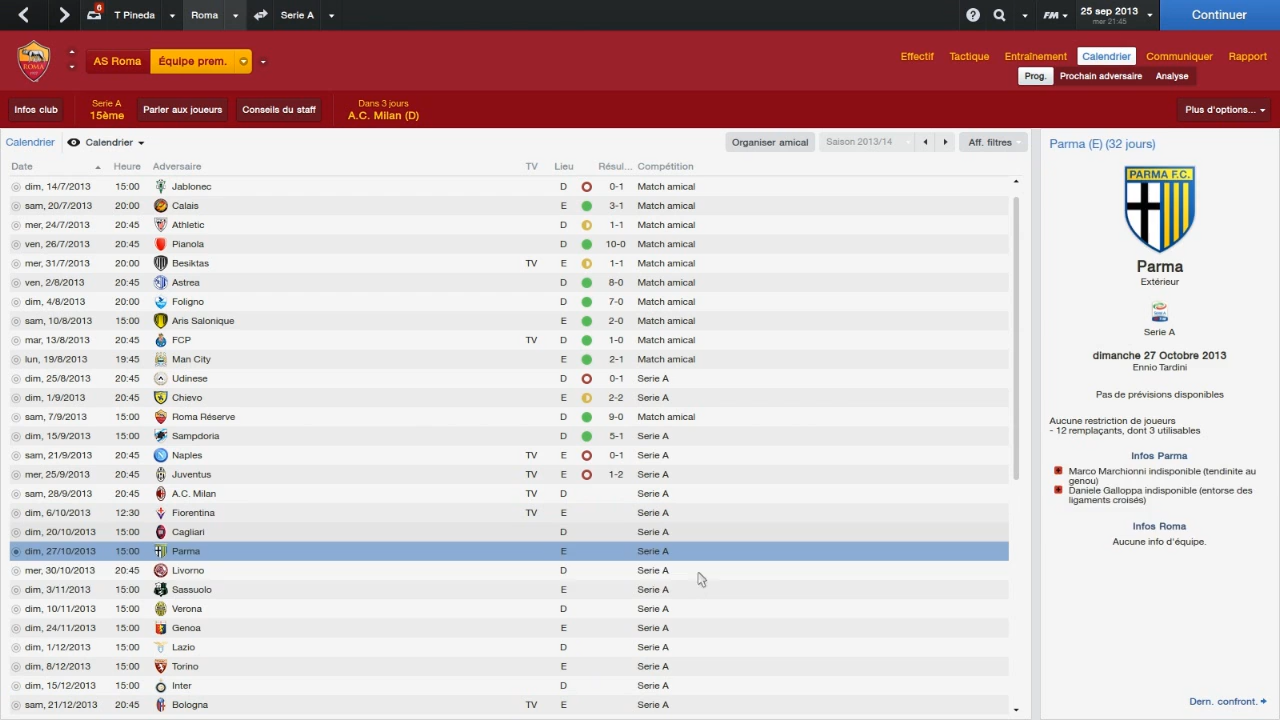 6
T Pineda
Roma
Serie A
FM
25 sep 2013
mer 21:45
Continuer
ROMA
AS Roma
Équipe prem.
Effectif
Tactique
Entraînement
Calendrier
Communiquer
Rapport
Prog.
Prochain adversaire
Analyse
Infos club
Serie A
15ème
Parler aux joueurs
Conseils du staff
Dans 3 jours
A.C. Milan (D)
Plus d'options...
Calendrier
Calendrier
Organiser amical
Saison 2013/14
Aff. filtres
Date Heure Adversaire TV Lieu Résul... Compétition
dim, 14/7/2013 15:00 Jablonec D 0-1 Match amical
sam, 20/7/2013 20:00 Calais E 3-1 Match amical
mer, 24/7/2013 20:45 Athletic D 1-1 Match amical
ven, 26/7/2013 20:45 Pianola D 10-0 Match amical
mer, 31/7/2013 20:00 Besiktas TV E 1-1 Match amical
ven, 2/8/2013 20:45 Astrea D 8-0 Match amical
dim, 4/8/2013 20:00 Foligno D 7-0 Match amical
sam, 10/8/2013 15:00 Aris Salonique E 2-0 Match amical
mar, 13/8/2013 20:45 FCP TV D 1-0 Match amical
lun, 19/8/2013 19:45 Man City E 2-1 Match amical
dim, 25/8/2013 20:45 Udinese D 0-1 Serie A
dim, 1/9/2013 20:45 Chievo E 2-2 Serie A
sam, 7/9/2013 15:00 Roma Réserve D 9-0 Match amical
dim, 15/9/2013 15:00 Sampdoria D 5-1 Serie A
sam, 21/9/2013 20:45 Naples TV E 0-1 Serie A
mer, 25/9/2013 20:45 Juventus TV E 1-2 Serie A
sam, 28/9/2013 20:45 A.C. Milan TV D Serie A
dim, 6/10/2013 12:30 Fiorentina TV E Serie A
dim, 20/10/2013 15:00 Cagliari D Serie A
dim, 27/10/2013 15:00 Parma E Serie A
mer, 30/10/2013 20:45 Livorno D Serie A
dim, 3/11/2013 15:00 Sassuolo E Serie A
dim, 10/11/2013 15:00 Verona D Serie A
dim, 24/11/2013 15:00 Genoa E Serie A
dim, 1/12/2013 15:00 Lazio D Serie A
dim, 8/12/2013 15:00 Torino E Serie A
dim, 15/12/2013 15:00 Inter D Serie A
sam, 21/12/2013 20:45 Bologna TV E Serie A
Parma (E) (32 jours)
PARMA F.C.
Parma
Extérieur
Serie A
dimanche 27 Octobre 2013
Ennio Tardini
Pas de prévisions disponibles
Aucune restriction de joueurs
- 12 remplaçants, dont 3 utilisables
Infos Parma
Marco Marchionni indisponible (tendinite au
genou)
Daniele Galloppa indisponible (entorse des
ligaments croisés)
Infos Roma
Aucune info d'équipe.
Dern. confront.